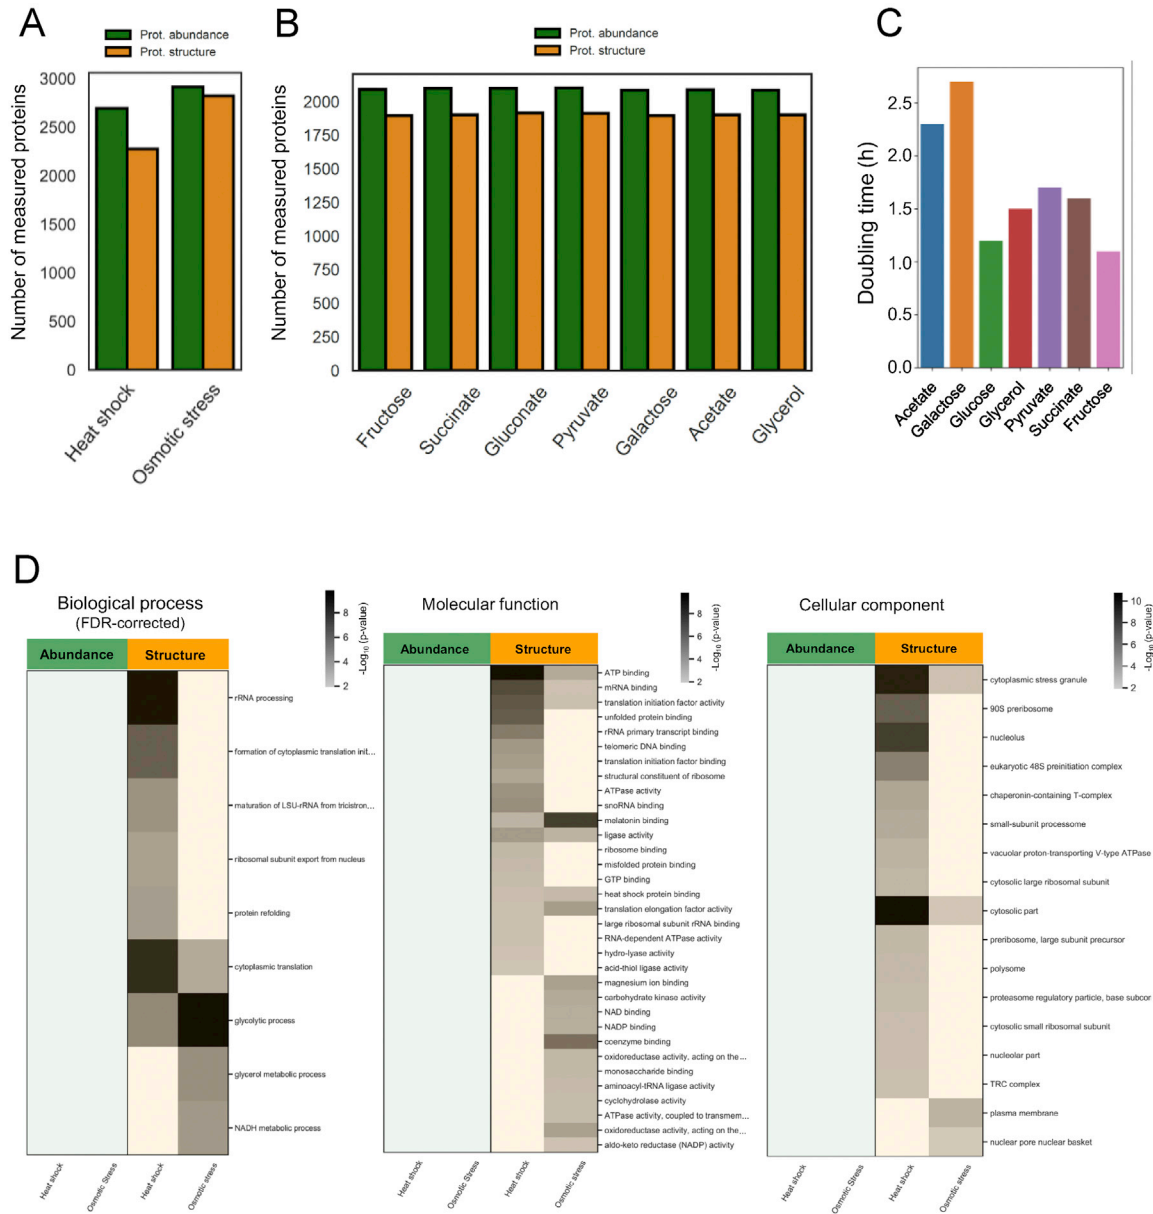 A
Prot. abundance
Prot. structure
Number of measured proteins
3000
2500
2000
1500
1000
500
0
Heat shock
Osmotic stress
B
Prot. abundance
Prot. structure
Number of measured proteins
2000
1750
1500
1250
1000
750
500
250
0
Fructose
Succinate
Gluconate
Pyruvate
Galactose
Acetate
Glycerol
C
Doubling time (h)
2.5
2.0
1.5
1.0
0.5
0.0
Acetate
Galactose
Glucose
Glycerol
Pyruvate
Succinate
Fructose
D
Biological process
(FDR-corrected)
8
6
4
2
-Log10 (p-value)
Abundance
Structure
rRNA processing
formation of cytoplasmic translation init...
maturation of LSU-rRNA from tricistron...
ribosomal subunit export from nucleus
protein refolding
cytoplasmic translation
glycolytic process
glycerol metabolic process
NADH metabolic process
Heat shock
Osmotic Stress
Heat shock
Osmotic stress
Molecular function
8
6
4
2
-Log10 (p-value)
Abundance
Structure
ATP binding
mRNA binding
translation initiation factor activity
unfolded protein binding
rRNA primary transcript binding
telomeric DNA binding
translation initiation factor binding
structural constituent of ribosome
ATPase activity
snoRNA binding
melatonin binding
ligase activity
ribosome binding
misfolded protein binding
GTP binding
heat shock protein binding
translation elongation factor activity
large ribosomal subunit rRNA binding
RNA-dependent ATPase activity
hydro-lyase activity
acid-thiol ligase activity
magnesium ion binding
carbohydrate kinase activity
NAD binding
NADP binding
coenzyme binding
oxidoreductase activity, acting on the...
monosaccharide binding
aminoacyl-tRNA ligase activity
cyclohydrolase activity
ATPase activity, coupled to transmem...
oxidoreductase activity, acting on the...
aldo-keto reductase (NADP) activity
Heat shock
Osmotic Stress
Heat shock
Osmotic stress
Cellular component
10
8
6
4
2
-Log10 (p-value)
Abundance
Structure
cytoplasmic stress granule
90S preribosome
nucleolus
eukaryotic 48S preinitiation complex
chaperonin-containing T-complex
small-subunit processome
vacuolar proton-transporting V-type ATPase
cytosolic large ribosomal subunit
cytosolic part
preribosome, large subunit precursor
polysome
proteasome regulatory particle, base subcor
cytosolic small ribosomal subunit
nucleolar part
TRC complex
plasma membrane
nuclear pore nuclear basket
Heat shock
Osmotic Stress
Heat shock
Osmotic stress